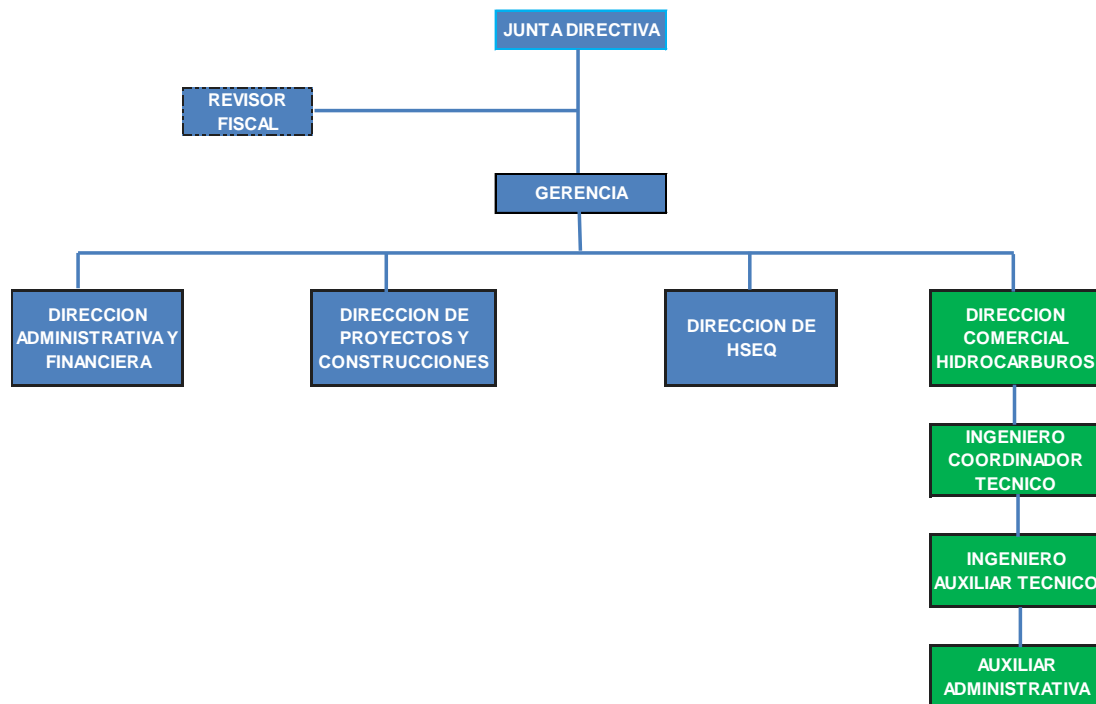 JUNTA DIRECTIVA
REVISOR
FISCAL
GERENCIA
DIRECCION
ADMINISTRATIVA Y
FINANCIERA
DIRECCION DE
PROYECTOS Y
CONSTRUCCIONES
DIRECCION DE
HSEQ
DIRECCION
COMERCIAL
HIDROCARBUROS
INGENIERO
COORDINADOR
TECNICO
INGENIERO
AUXILIAR TECNICO
AUXILIAR
ADMINISTRATIVA